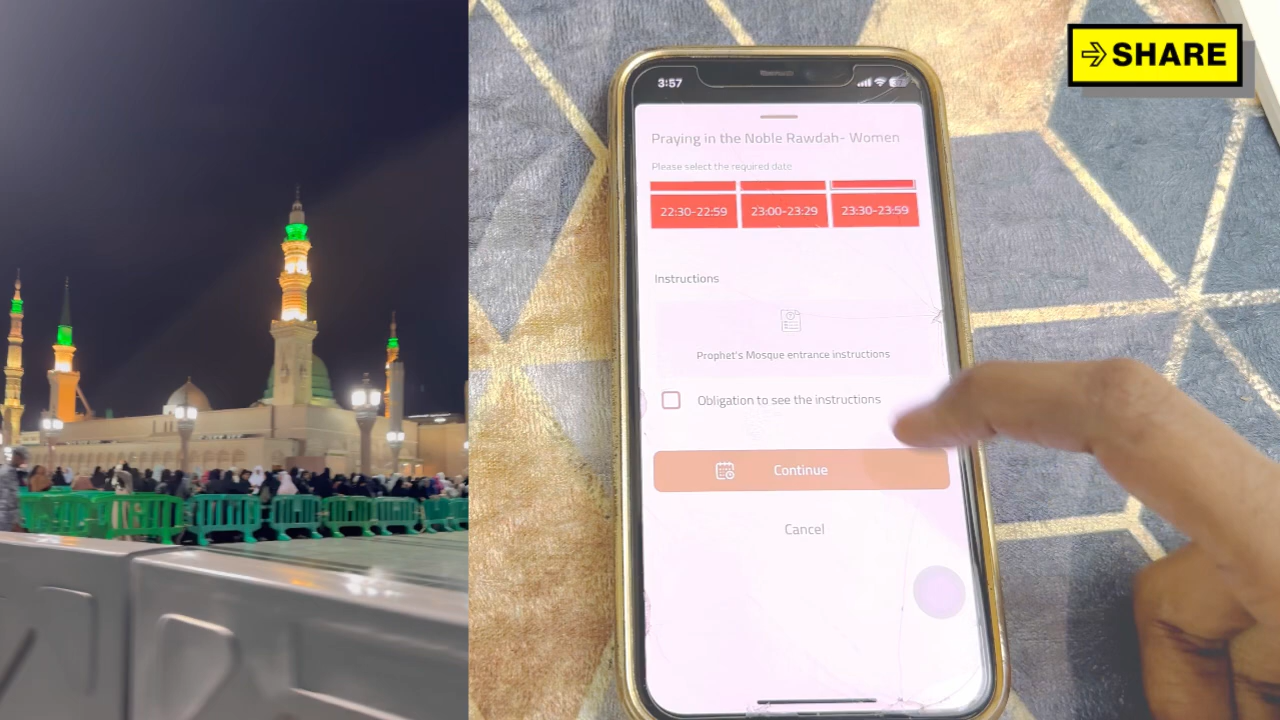 SHARE
3:57
Praying in the Noble Rawdah- Women
Please select the required date
22:30-22:59 23:00-23:29 23:30-23:59
Instructions
Prophet's Mosque entrance instructions
Obligation to see the instructions
Continue
Cancel